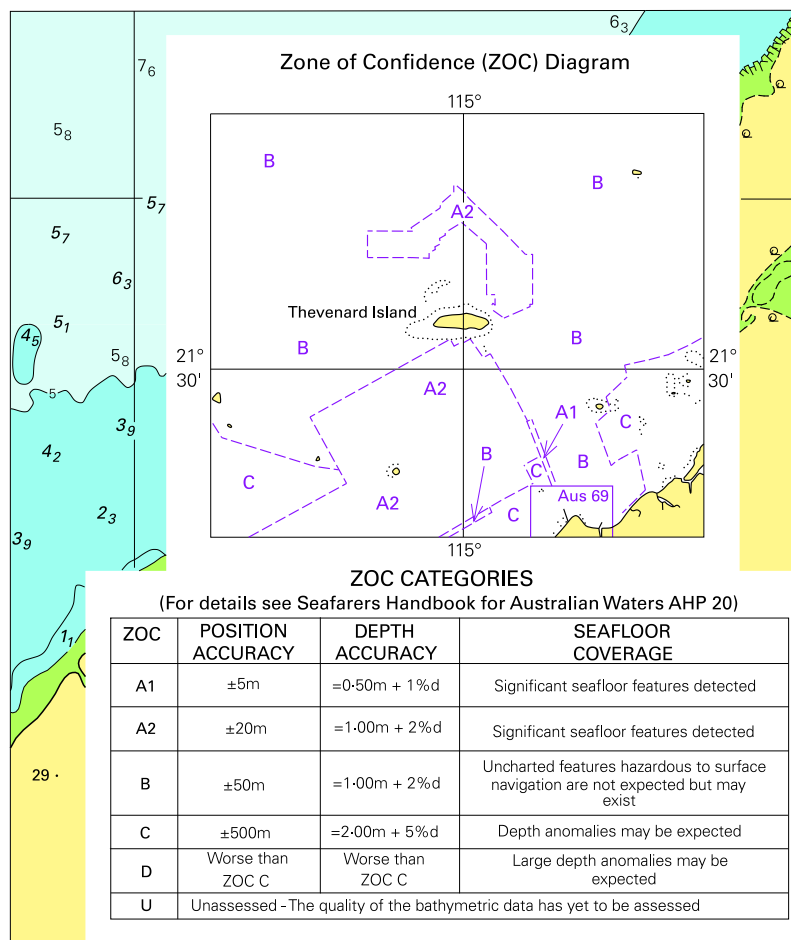 6₃
7₆
Zone of Confidence (ZOC) Diagram
115°
5₈
B
B
5₇
A2
5₇
6₃
Thevenard Island
4₅
5₁
B
B
5₈
21°
30'
21°
30'
5
A2
3₉
A1
C
4₂
B
B
C
C
A2
Aus 69
2₃
C
3₉
115°
ZOC CATEGORIES
(For details see Seafarers Handbook for Australian Waters AHP 20)
ZOC POSITION ACCURACY DEPTH ACCURACY SEAFLOOR COVERAGE
1₁
A1 ±5m =0·50m + 1%d Significant seafloor features detected
A2 ±20m =1·00m + 2%d Significant seafloor features detected
29
B ±50m =1·00m + 2%d Uncharted features hazardous to surface
navigation are not expected but may
exist
C ±500m =2·00m + 5%d Depth anomalies may be expected
D Worse than ZOC C Worse than ZOC C Large depth anomalies may be
expected
U Unassessed - The quality of the bathymetric data has yet to be assessed